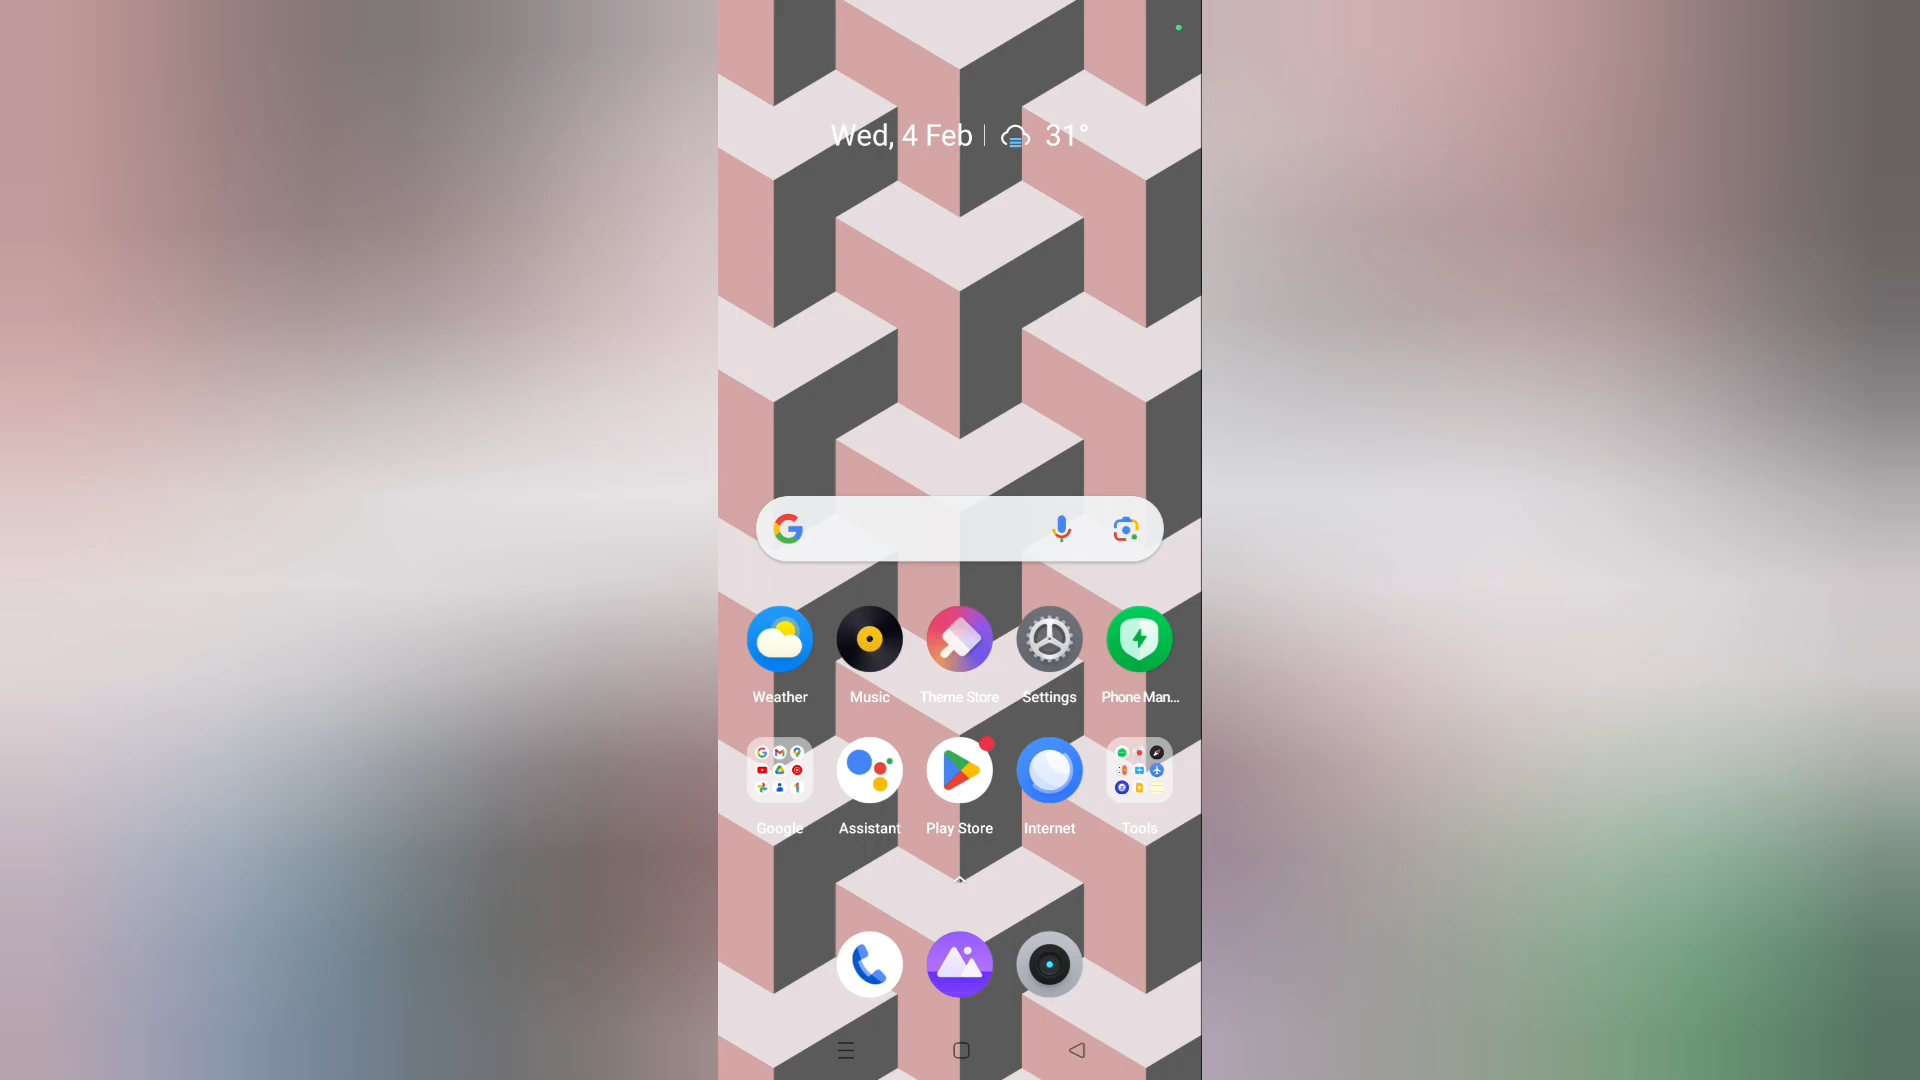 Wed, 4 Feb 31°
Weather Music Theme Store Settings Phone Man...
Google Assistant Play Store Internet Tools